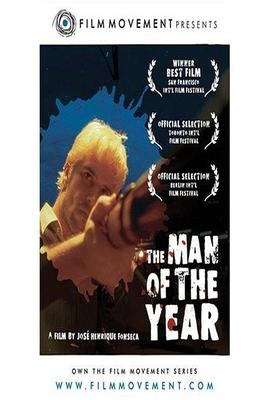 FILM MOVEMENT PRESENTS
WINNER
BEST FILM
SAN FRANCISCO
INT'L FILM FESTIVAL
OFFICIAL SELECTION
TORONTO INT'L
FILM FESTIVAL
OFFICIAL SELECTION
BERLIN INT'L
FILM FESTIVAL
THE MAN
OF THE
YEAR
A FILM BY JOSÉ HENRIQUE FONSECA
OWN THE FILM MOVEMENT SERIES
WWW.FILMMOVEMENT.COM